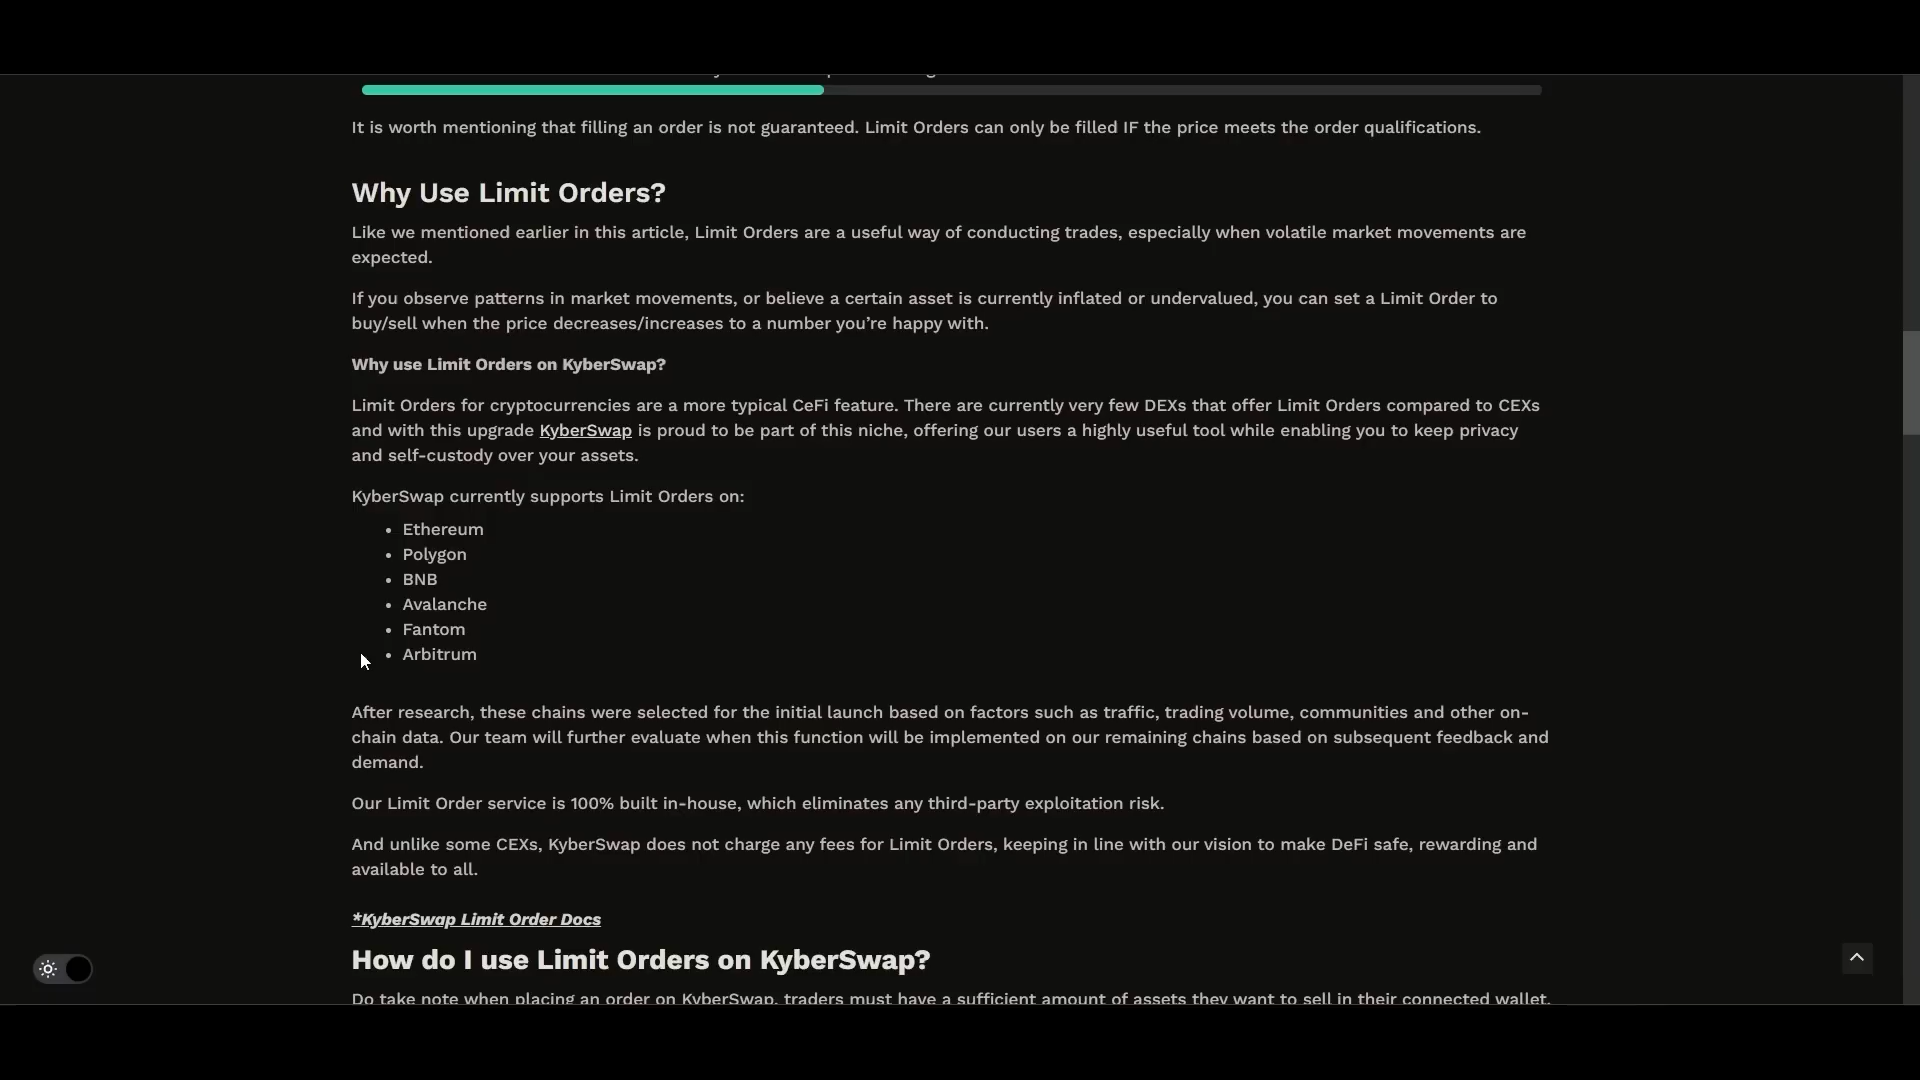 It is worth mentioning that filling an order is not guaranteed. Limit Orders can only be filled IF the price meets the order qualifications.
Why Use Limit Orders?
Like we mentioned earlier in this article, Limit Orders are a useful way of conducting trades, especially when volatile market movements are
expected.
If you observe patterns in market movements, or believe a certain asset is currently inflated or undervalued, you can set a Limit Order to
buy/sell when the price decreases/increases to a number you’re happy with.
Why use Limit Orders on KyberSwap?
Limit Orders for cryptocurrencies are a more typical CeFi feature. There are currently very few DEXs that offer Limit Orders compared to CEXs
and with this upgrade KyberSwap is proud to be part of this niche, offering our users a highly useful tool while enabling you to keep privacy
and self-custody over your assets.
KyberSwap currently supports Limit Orders on:
• Ethereum
• Polygon
• BNB
• Avalanche
• Fantom
• Arbitrum
After research, these chains were selected for the initial launch based on factors such as traffic, trading volume, communities and other on-
chain data. Our team will further evaluate when this function will be implemented on our remaining chains based on subsequent feedback and
demand.
Our Limit Order service is 100% built in-house, which eliminates any third-party exploitation risk.
And unlike some CEXs, KyberSwap does not charge any fees for Limit Orders, keeping in line with our vision to make DeFi safe, rewarding and
available to all.
*KyberSwap Limit Order Docs
How do I use Limit Orders on KyberSwap?
Do take note when placing an order on KyberSwap, traders must have a sufficient amount of assets they want to sell in their connected wallet.